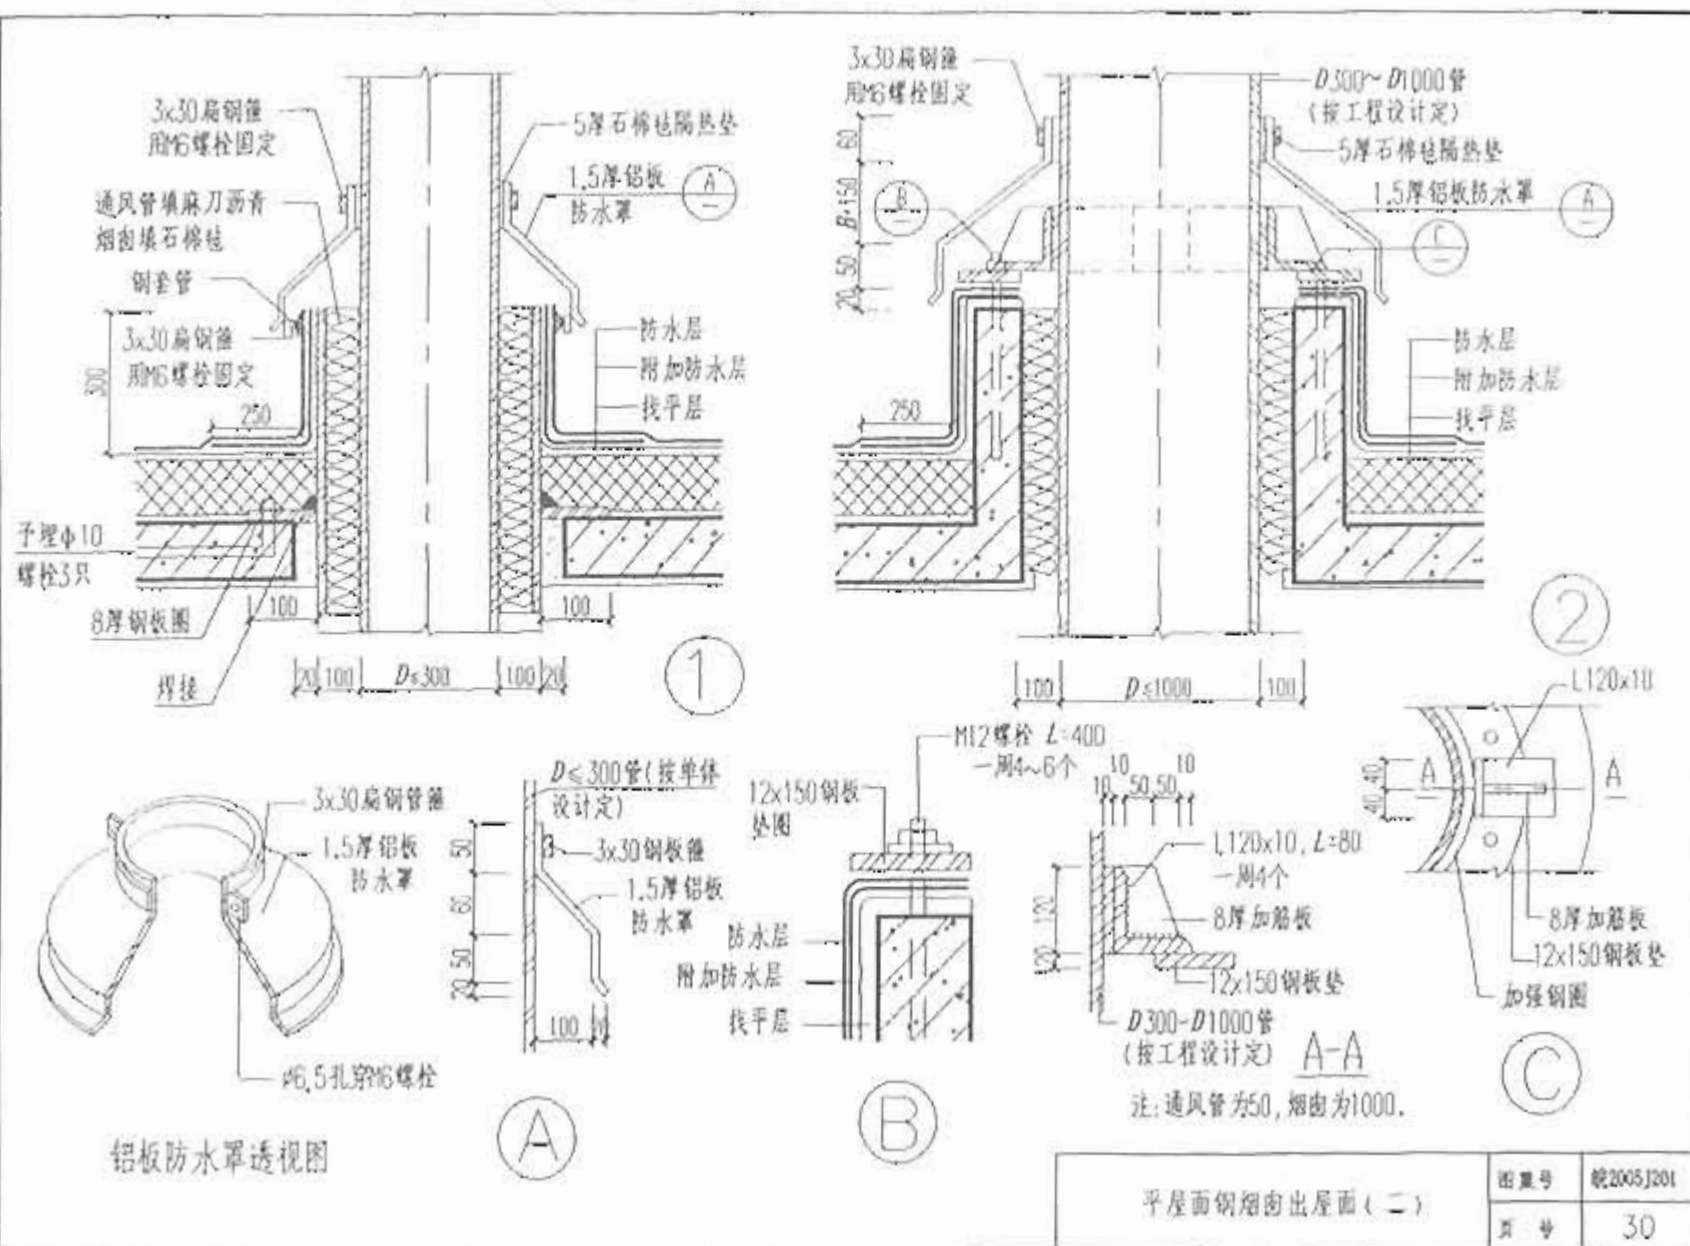 3x30扁钢箍
用M6螺栓固定
5厚石棉毡隔热垫
1.5厚铝板
防水罩
A
通风管填麻刀沥青
烟囱填石棉毡
钢套管
3x30扁钢箍
用M6螺栓固定
300
250
防水层
附加防水层
找平层
予埋φ10
螺栓3只
8厚钢板圈
焊接
100
100
20
100
D≤300
100
20
1
3x30扁钢箍
用M6螺栓固定
D300~D1000管
(按工程设计定)
5厚石棉毡隔热垫
1.5厚铝板防水罩
A
B
C
60
B+150
50
20
250
防水层
附加防水层
找平层
100
D≤1000
100
2
3x30扁钢管箍
1.5厚铝板
防水罩
ø6.5孔穿M6螺栓
铝板防水罩透视图
D≤300管(按单体
设计定)
3x30钢板箍
1.5厚铝板
防水罩
50
60
50
20
100
A
M12螺栓 L=400
一周4~6个
12x150钢板
垫圈
防水层
附加防水层
找平层
B
10
10
50
50
10
L120x10, L=80
一周4个
8厚加筋板
120
20
12x150钢板垫
D300-D1000管
(按工程设计定)
A-A
注:通风管为50,烟囱为1000.
L120x10
40
40
A
A
8厚加筋板
12x150钢板垫
加强钢圈
C
平屋面钢烟囱出屋面(二)
图集号
皖2005J201
页 号
30